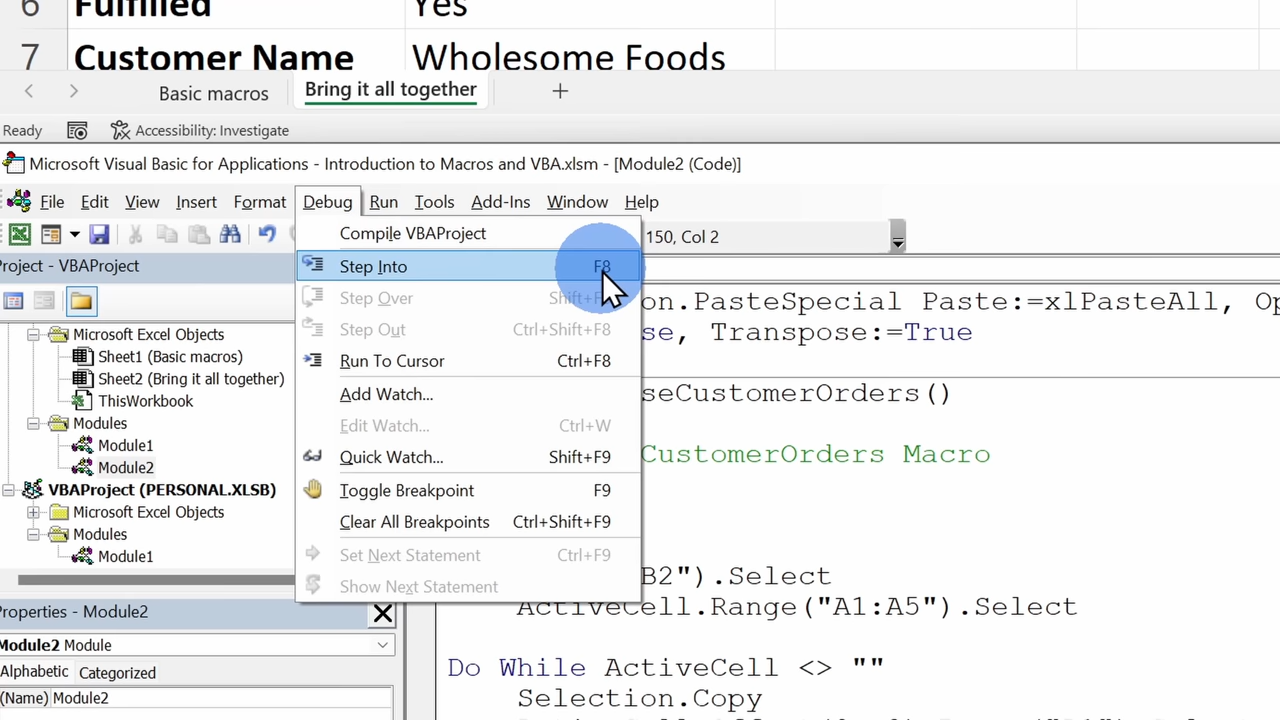 6 Fulfilled Yes
7 Customer Name Wholesome Foods
Basic macros Bring it all together +
Ready Accessibility: Investigate
Microsoft Visual Basic for Applications - Introduction to Macros and VBA.xlsm - [Module2 (Code)]
File Edit View Insert Format Debug Run Tools Add-Ins Window Help
150, Col 2
roject - VBAProject
Microsoft Excel Objects
Sheet1 (Basic macros)
Sheet2 (Bring it all together)
ThisWorkbook
Modules
Module1
Module2
VBAProject (PERSONAL.XLSB)
Microsoft Excel Objects
Modules
Module1
Compile VBAProject
Step Into F8
Step Over Shift+F8
Step Out Ctrl+Shift+F8
Run To Cursor Ctrl+F8
Add Watch...
Edit Watch... Ctrl+W
Quick Watch... Shift+F9
Toggle Breakpoint F9
Clear All Breakpoints Ctrl+Shift+F9
Set Next Statement Ctrl+F9
Show Next Statement
on.PasteSpecial Paste:=xlPasteAll, Op
se, Transpose:=True
seCustomerOrders()
CustomerOrders Macro
B2").Select
ActiveCell.Range("A1:A5").Select
Do While ActiveCell <> ""
Selection.Copy
roperties - Module2
Module2 Module
Alphabetic Categorized
(Name) Module2